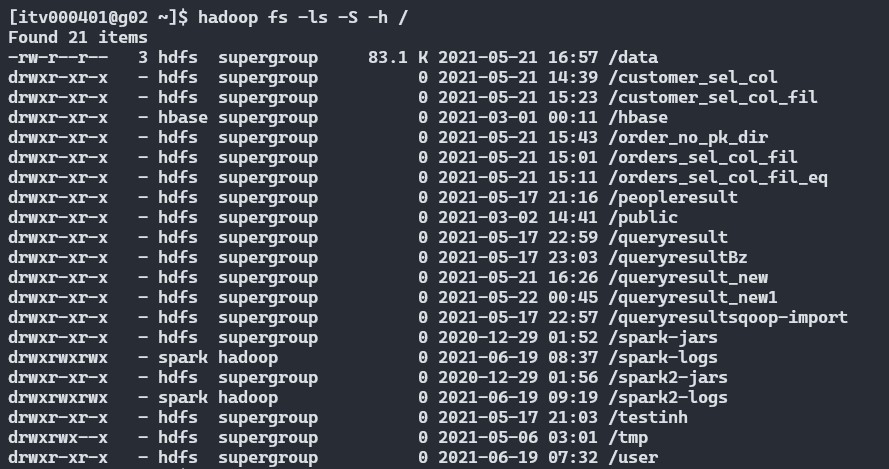 [itv000401@g02 ~]$ hadoop fs -ls -S -h /
Found 21 items
-rw-r--r--   3 hdfs  supergroup     83.1 K 2021-05-21 16:57 /data
drwxr-xr-x   - hdfs  supergroup          0 2021-05-21 14:39 /customer_sel_col
drwxr-xr-x   - hdfs  supergroup          0 2021-05-21 15:23 /customer_sel_col_fil
drwxr-xr-x   - hbase supergroup          0 2021-03-01 00:11 /hbase
drwxr-xr-x   - hdfs  supergroup          0 2021-05-21 15:43 /order_no_pk_dir
drwxr-xr-x   - hdfs  supergroup          0 2021-05-21 15:01 /orders_sel_col_fil
drwxr-xr-x   - hdfs  supergroup          0 2021-05-21 15:11 /orders_sel_col_fil_eq
drwxr-xr-x   - hdfs  supergroup          0 2021-05-17 21:16 /peopleresult
drwxr-xr-x   - hdfs  supergroup          0 2021-03-02 14:41 /public
drwxr-xr-x   - hdfs  supergroup          0 2021-05-17 22:59 /queryresult
drwxr-xr-x   - hdfs  supergroup          0 2021-05-17 23:03 /queryresultBz
drwxr-xr-x   - hdfs  supergroup          0 2021-05-21 16:26 /queryresult_new
drwxr-xr-x   - hdfs  supergroup          0 2021-05-22 00:45 /queryresult_new1
drwxr-xr-x   - hdfs  supergroup          0 2021-05-17 22:57 /queryresultsqoop-import
drwxr-xr-x   - hdfs  supergroup          0 2020-12-29 01:52 /spark-jars
drwxrwxrwx   - spark hadoop              0 2021-06-19 08:37 /spark-logs
drwxr-xr-x   - hdfs  supergroup          0 2020-12-29 01:56 /spark2-jars
drwxrwxrwx   - spark hadoop              0 2021-06-19 09:19 /spark2-logs
drwxr-xr-x   - hdfs  supergroup          0 2021-05-17 21:03 /testinh
drwxrwx--x   - hdfs  supergroup          0 2021-05-06 03:01 /tmp
drwxr-xr-x   - hdfs  supergroup          0 2021-06-19 07:32 /user